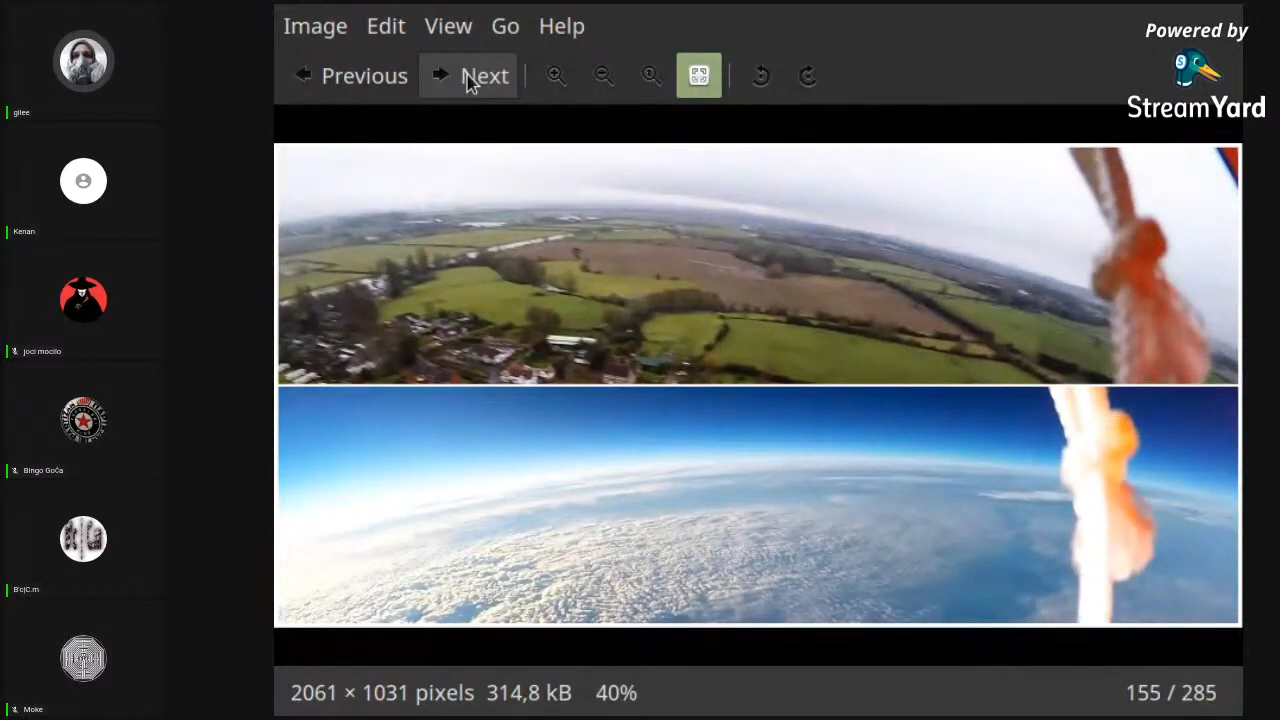 Image Edit View Go Help
Previous Next
Powered by
StreamYard
gilee
Kenan
joci mocilo
Bingo Goča
B'c|C.m
Moke
2061 × 1031 pixels 314,8 kB 40%
155 / 285